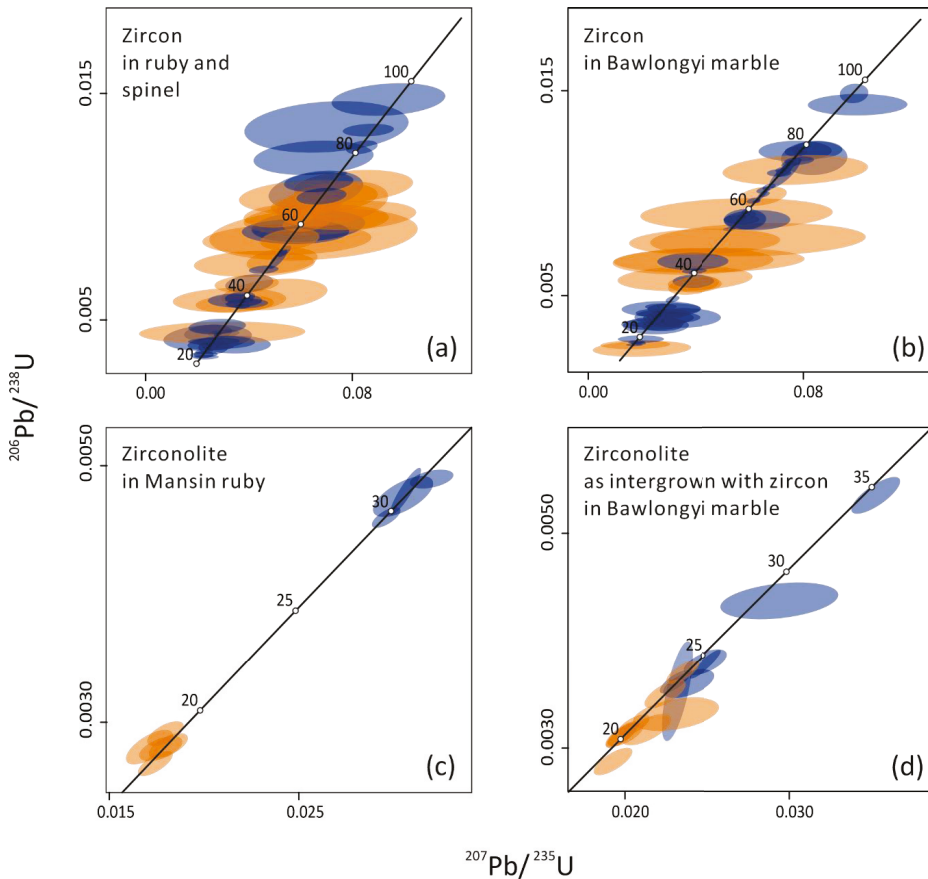 Zircon
in ruby and
spinel
0.015
0.005
100
80
60
40
20
(a)
0.00
0.08
Zircon
in Bawlongyi marble
0.015
0.005
100
80
60
40
20
(b)
0.00
0.08
206Pb/238U
Zirconolite
in Mansin ruby
0.0050
0.0030
30
25
20
(c)
0.015
0.025
Zirconolite
as intergrown with zircon
in Bawlongyi marble
0.0050
0.0030
35
30
25
20
(d)
0.020
0.030
207Pb/235U